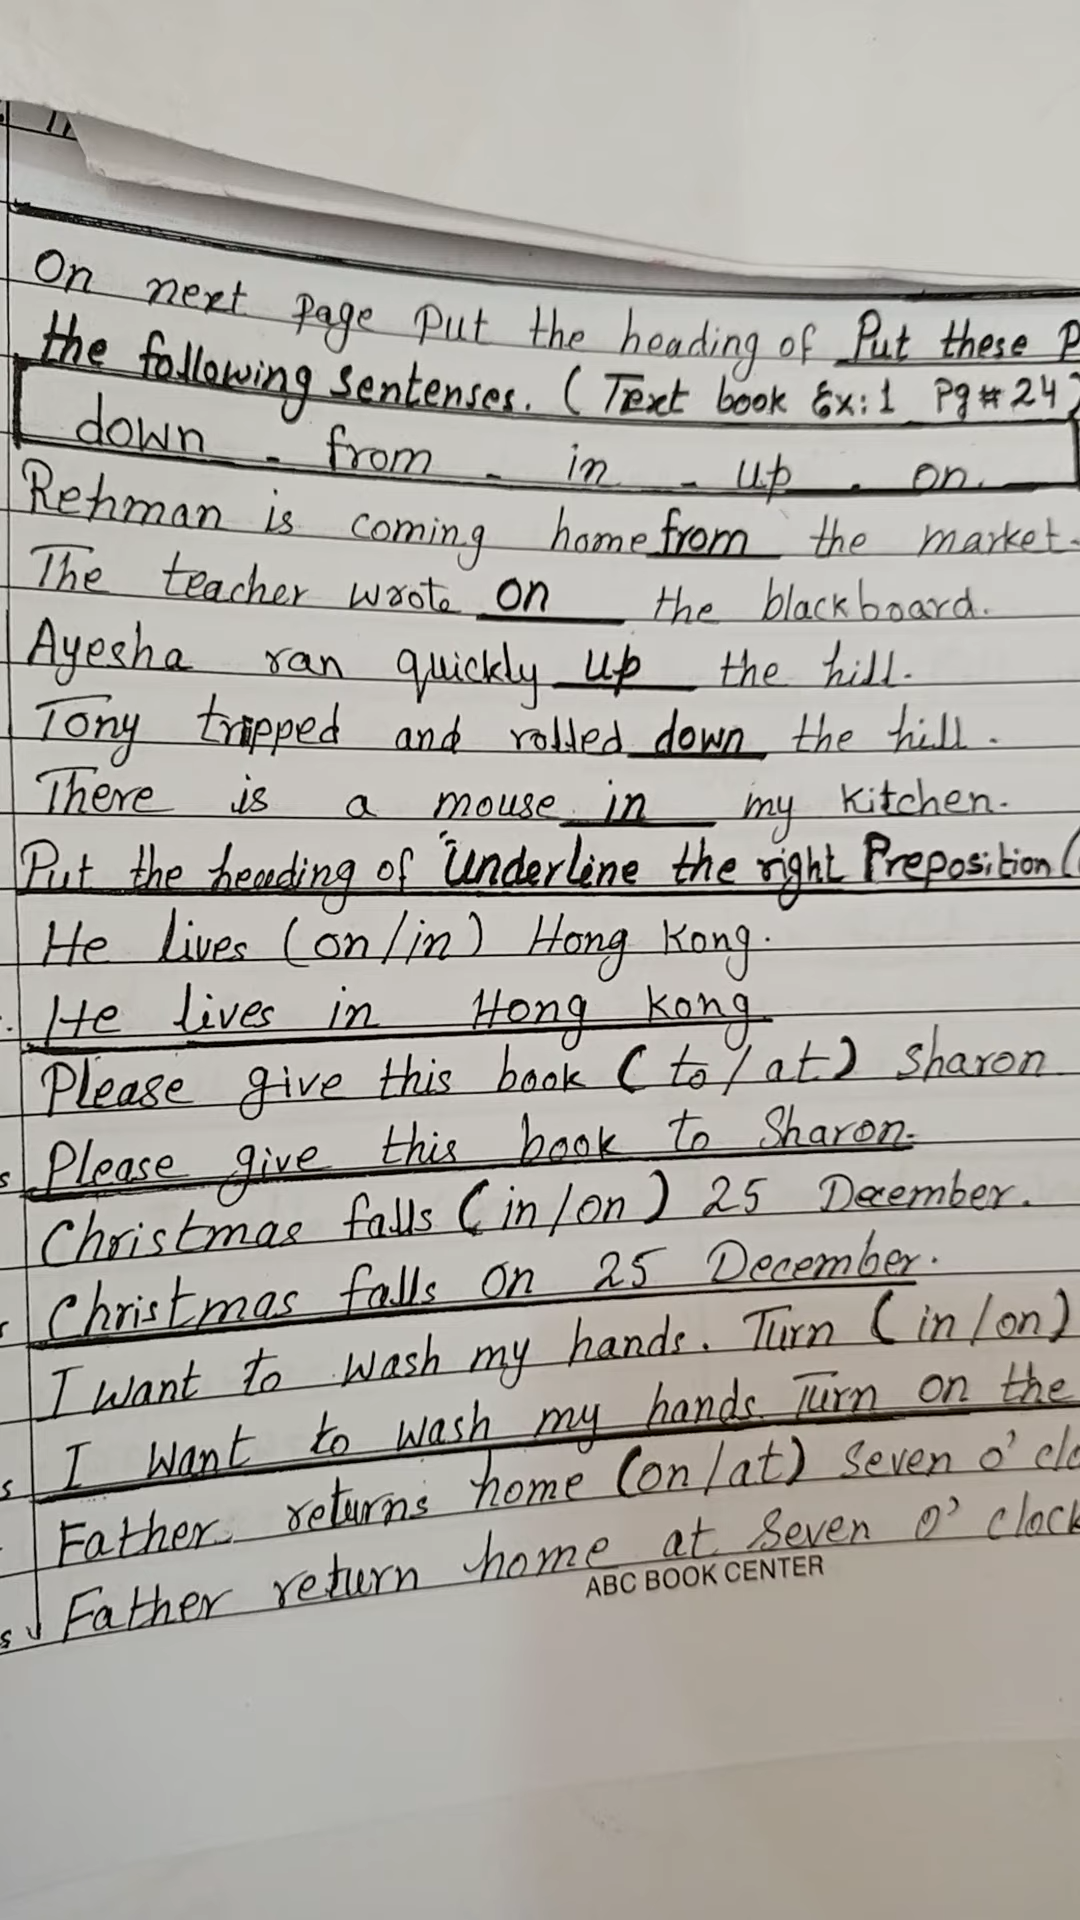 On next Page Put the heading of Put these
the following sentences. ( Text book Ex:1 Pg # 24)
down - from - in - up - on.
Rehman is coming home from the market.
The teacher wrote on the blackboard.
Ayesha ran quickly up the hill.
Tony tripped and rolled down the hill.
There is a mouse in my kitchen.
Put the heading of "Underline the right Preposition (
He lives (on/in) Hong Kong.
He lives in Hong Kong
Please give this book (to/at) Sharon
Please give this book to Sharon.
Christmas falls (in/on) 25 December.
Christmas falls on 25 December.
I want to wash my hands. Turn (in/on)
I want to wash my hands. Turn on the
Father returns home (on/at) seven o'clo
Father return home at seven o'clock
ABC BOOK CENTER